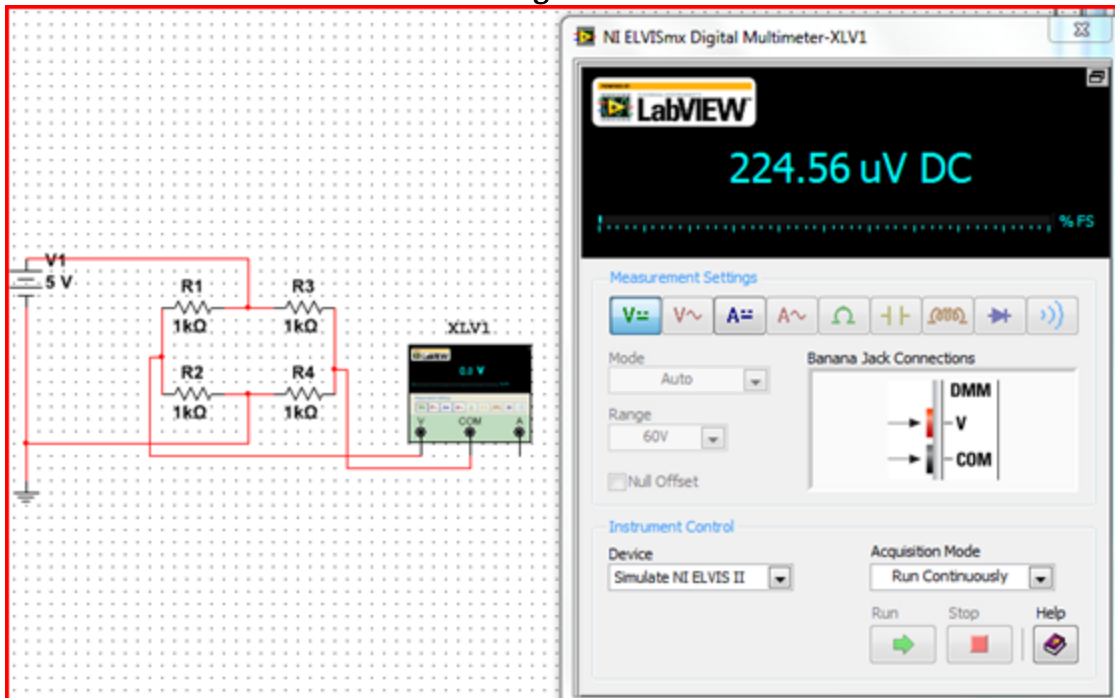 NI ELVISmx Digital Multimeter-XLV1
LabVIEW
224.56 uV DC
% FS
V1
5 V
R1
1kΩ
R3
1kΩ
R2
1kΩ
R4
1kΩ
XLV1
LabVIEW
0.0 V
V COM A
Measurement Settings
V
V
A
A
Ω
Mode
Auto
Range
60V
Null Offset
Banana Jack Connections
DMM
V
COM
Instrument Control
Device
Simulate NI ELVIS II
Acquisition Mode
Run Continuously
Run Stop Help